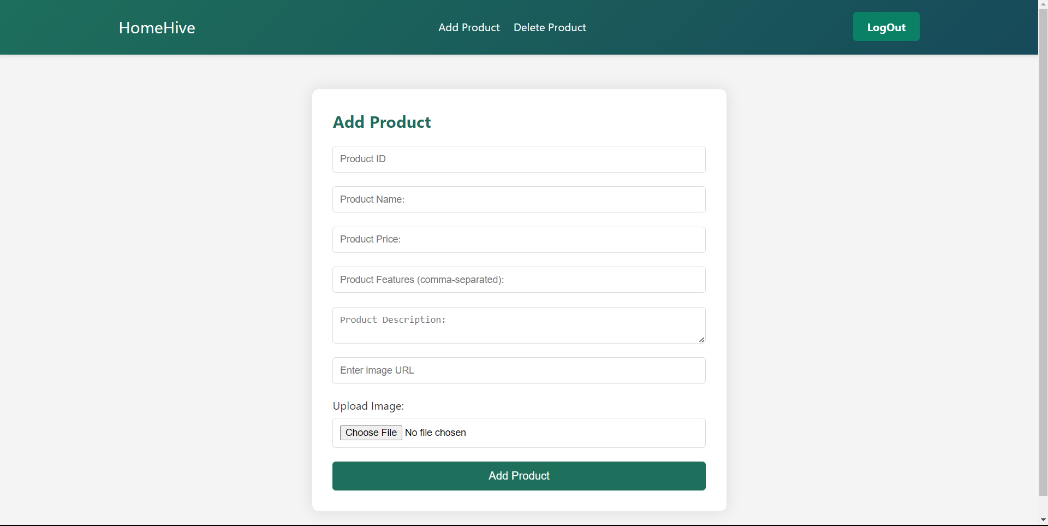 HomeHive
Add Product
Delete Product
LogOut
Add Product
Product ID
Product Name:
Product Price:
Product Features (comma-separated):
Product Description:
Enter image URL
Upload Image:
Choose File No file chosen
Add Product